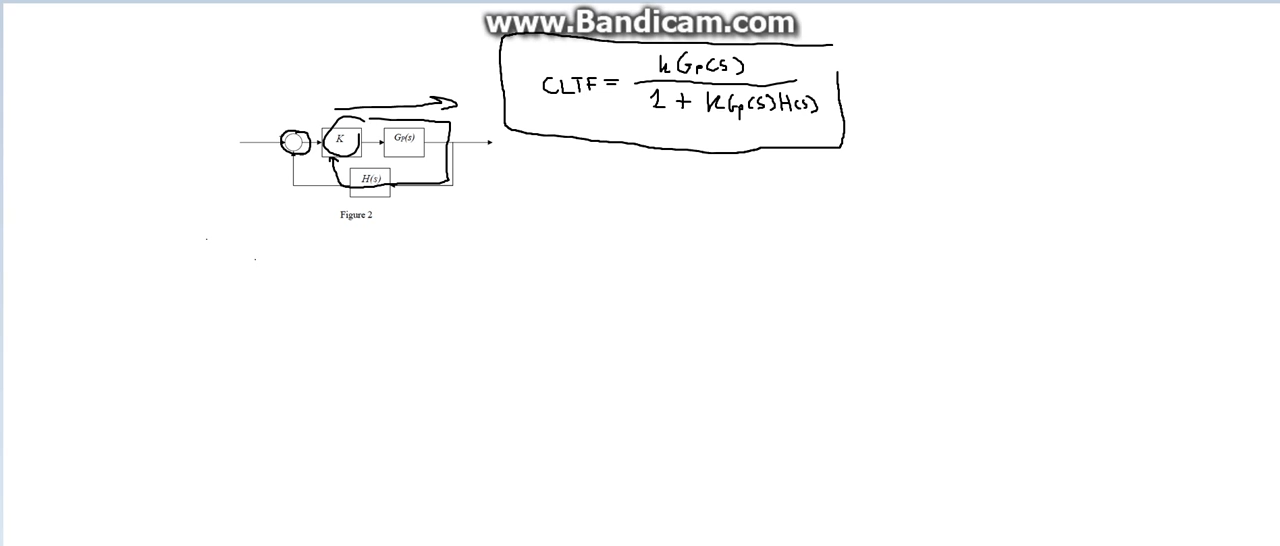 www.Bandicam.com
KGp(s)
CLTF =
1 + KGp(s)H(s)
K
Gp(s)
H(s)
Figure 2